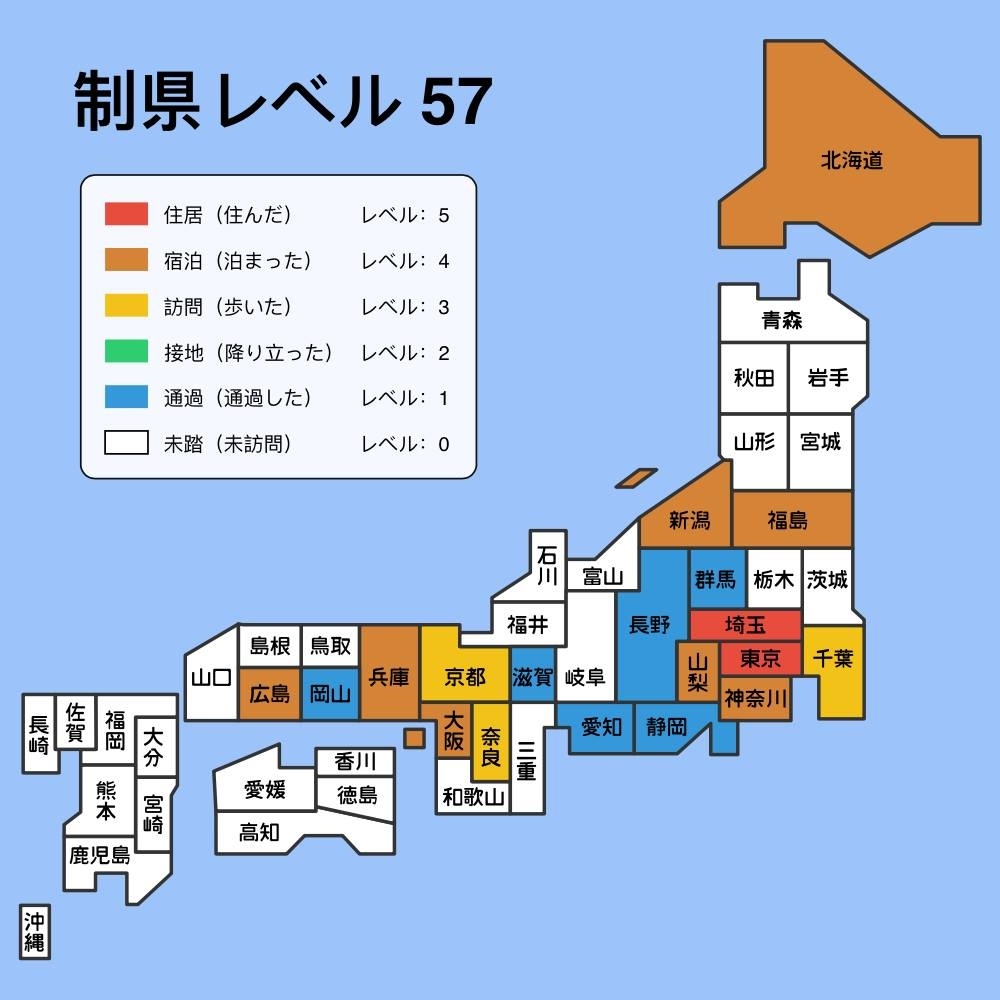 制県レベル 57
住居（住んだ） レベル：5
宿泊（泊まった） レベル：4
訪問（歩いた） レベル：3
接地（降り立った） レベル：2
通過（通過した） レベル：1
未踏（未訪問） レベル：0
北海道
青森
秋田
岩手
山形
宮城
新潟
福島
石川
富山
群馬
栃木
茨城
福井
長野
埼玉
島根
鳥取
山口
兵庫
京都
滋賀
岐阜
山梨
東京
千葉
広島
岡山
神奈川
長崎
佐賀
福岡
大分
大阪
奈良
三重
愛知
静岡
香川
愛媛
徳島
和歌山
熊本
宮崎
高知
鹿児島
沖縄